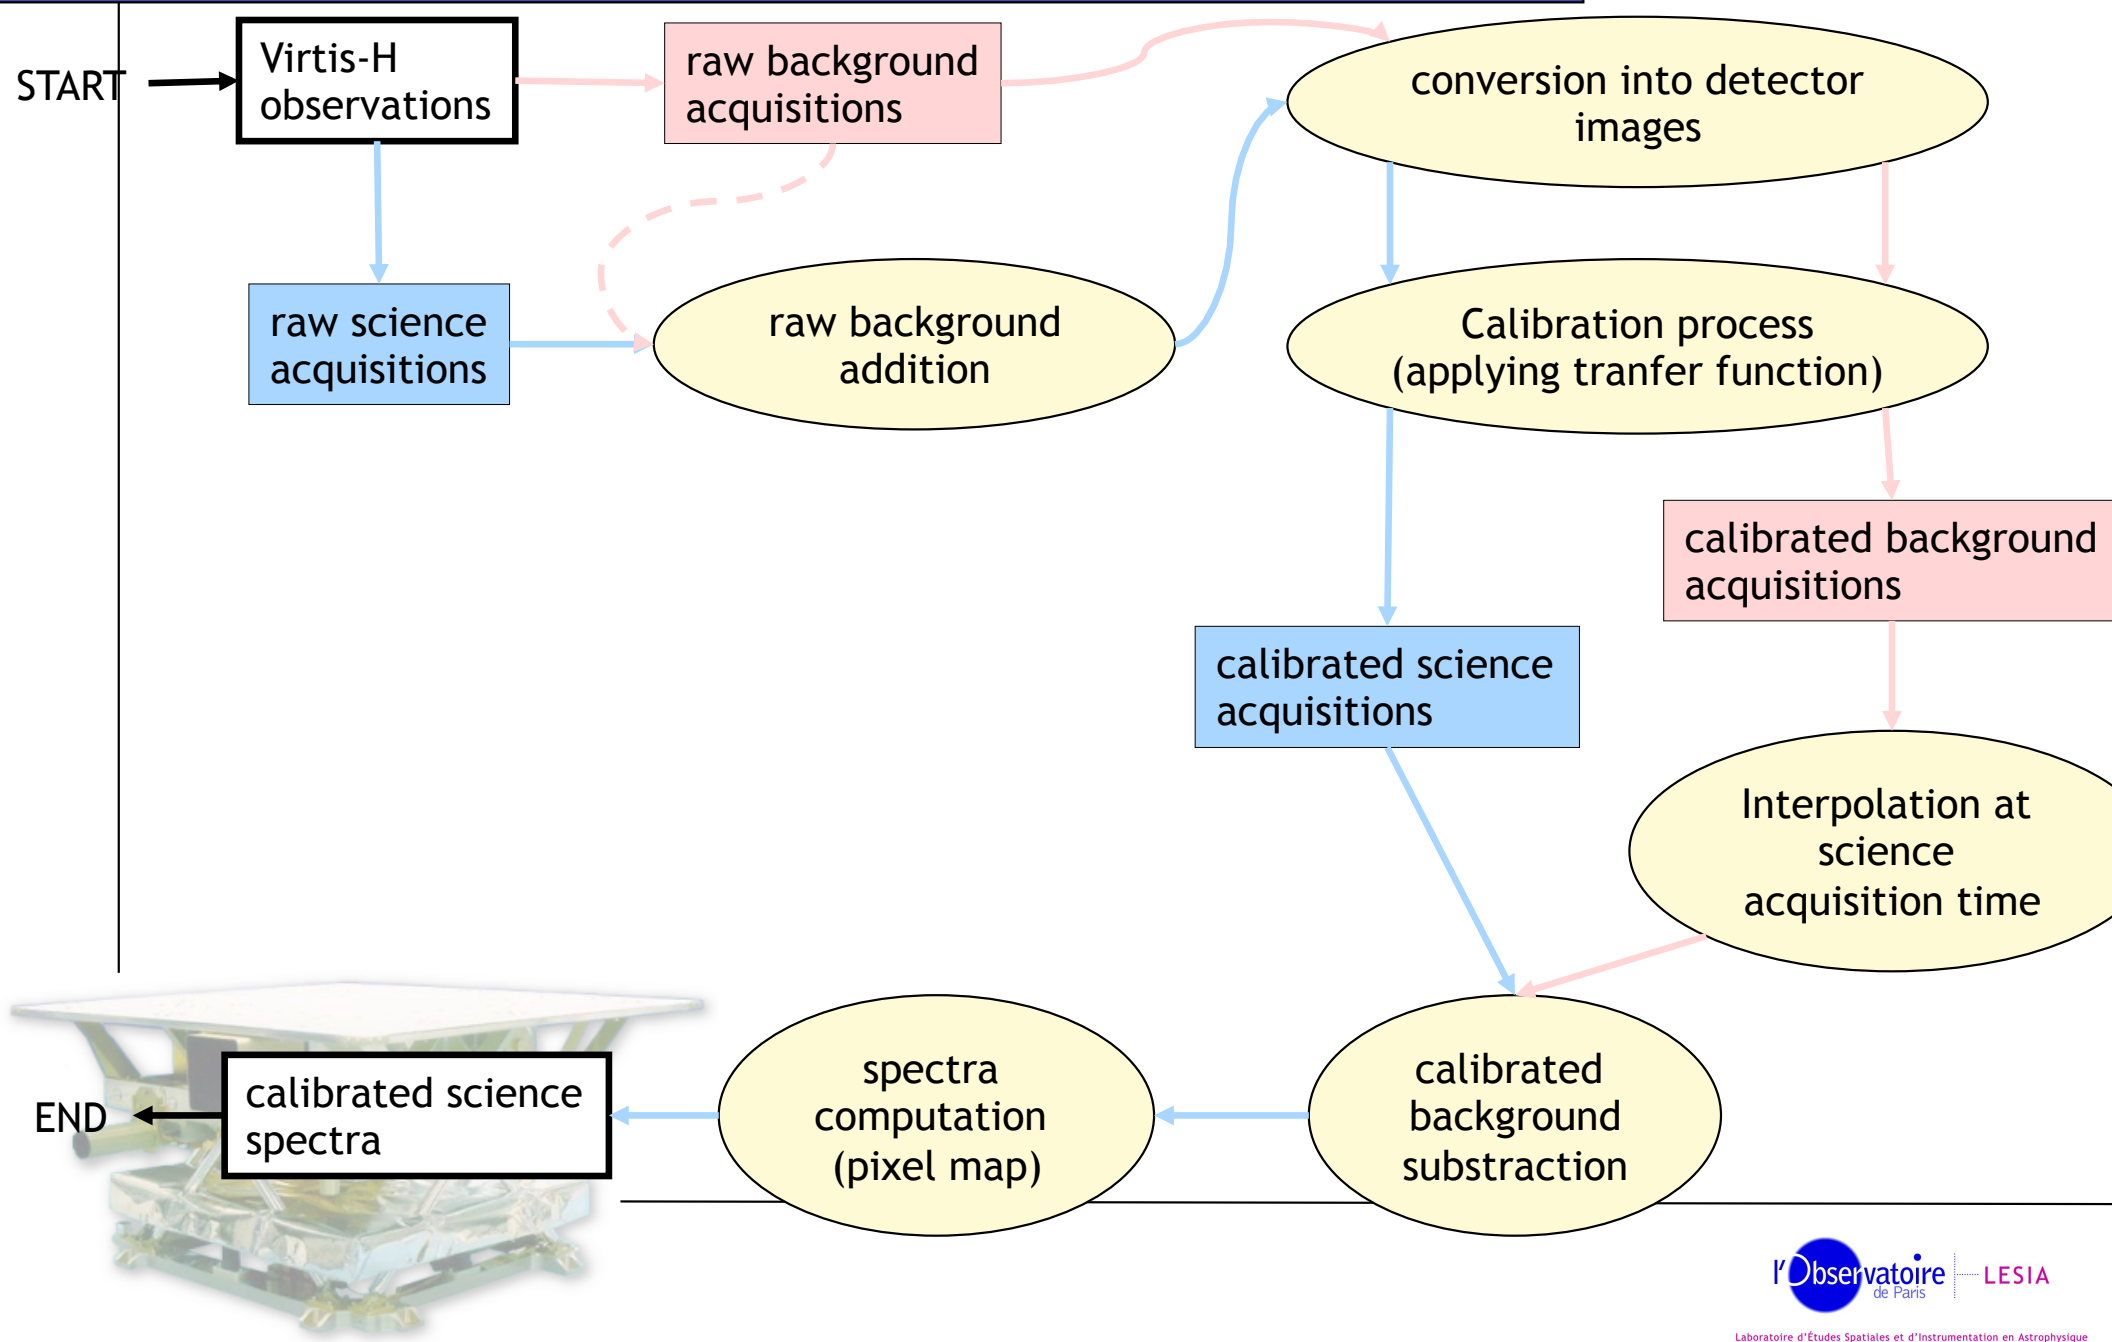 START
Virtis-H
observations
raw background
acquisitions
conversion into detector
images
raw science
acquisitions
raw background
addition
Calibration process
(applying tranfer function)
calibrated background
acquisitions
calibrated science
acquisitions
Interpolation at
science
acquisition time
calibrated
background
substraction
spectra
computation
(pixel map)
calibrated science
spectra
END
l'Observatoire
de Paris
LESIA
Laboratoire d'Études Spatiales et d'Instrumentation en Astrophysique